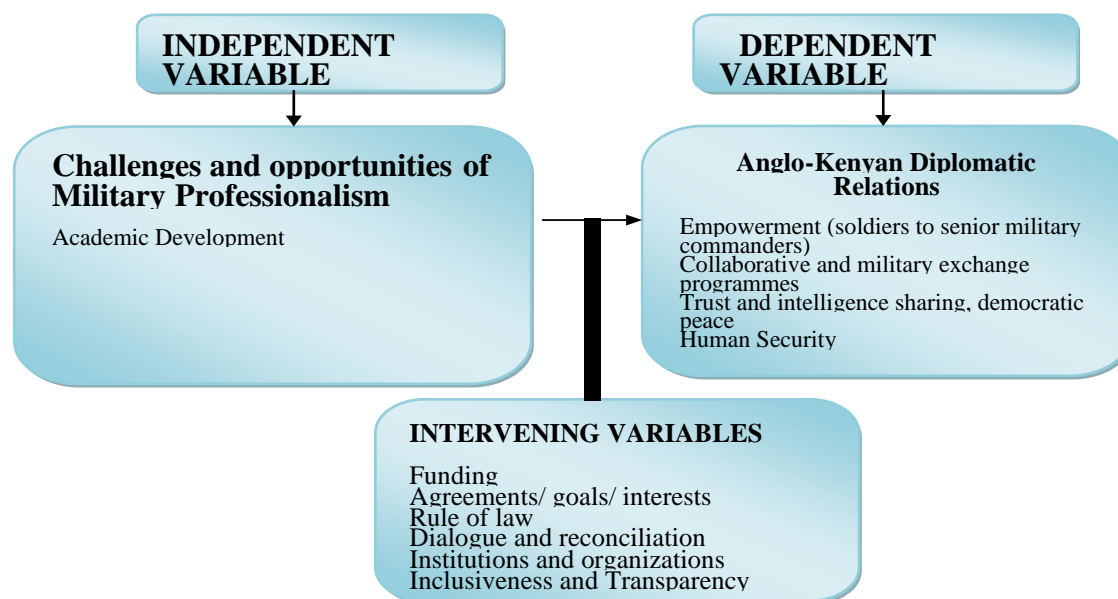 INDEPENDENT
VARIABLE
DEPENDENT
VARIABLE
Challenges and opportunities of
Military Professionalism
Academic Development
Anglo-Kenyan Diplomatic
Relations
Empowerment (soldiers to senior military
commanders)
Collaborative and military exchange
programmes
Trust and intelligence sharing, democratic
peace
Human Security
INTERVENING VARIABLES
Funding
Agreements/ goals/ interests
Rule of law
Dialogue and reconciliation
Institutions and organizations
Inclusiveness and Transparency